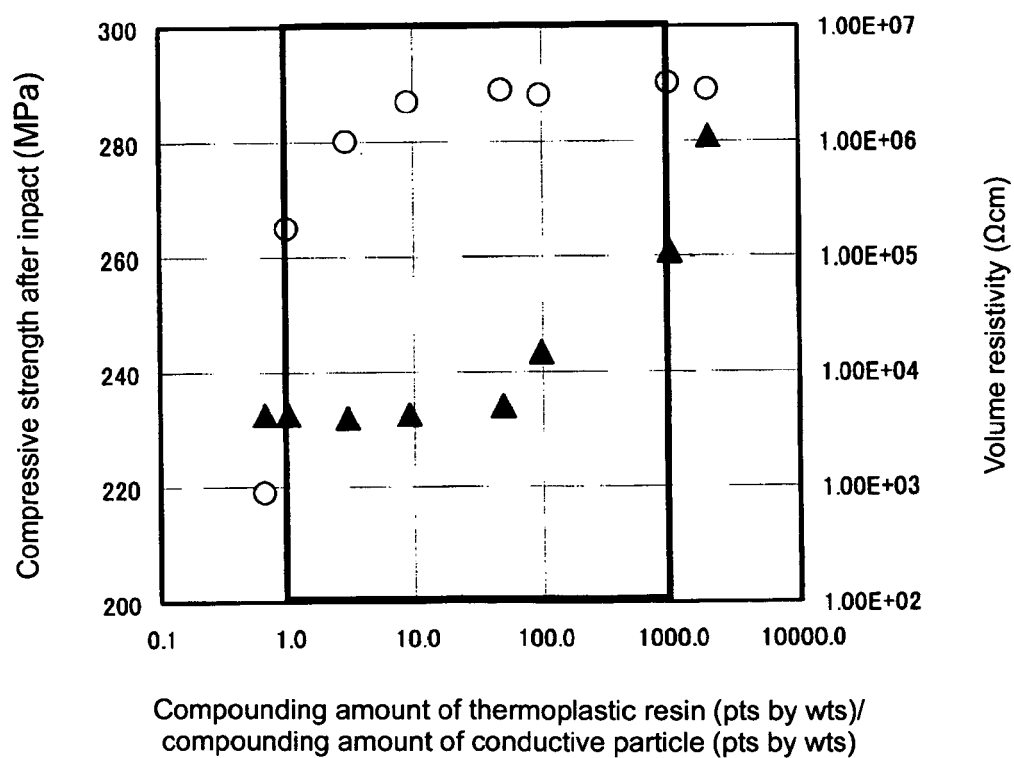 Compressive strength after inpact (MPa)
300
280
260
240
220
200
1.00E+07
1.00E+06
1.00E+05
1.00E+04
1.00E+03
1.00E+02
Volume resistivity (Ωcm)
0.1 1.0 10.0 100.0 1000.0 10000.0
Compounding amount of thermoplastic resin (pts by wts)/
compounding amount of conductive particle (pts by wts)